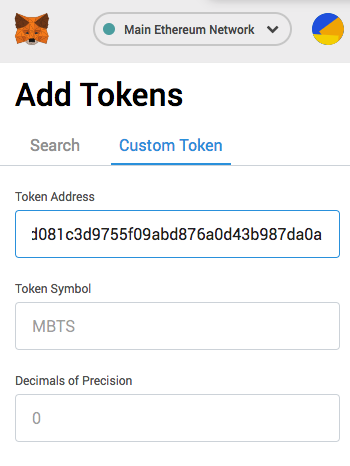 Main Ethereum Network
Add Tokens
Search
Custom Token
Token Address
d081c3d9755f09abd876a0d43b987da0a
Token Symbol
MBTS
Decimals of Precision
0